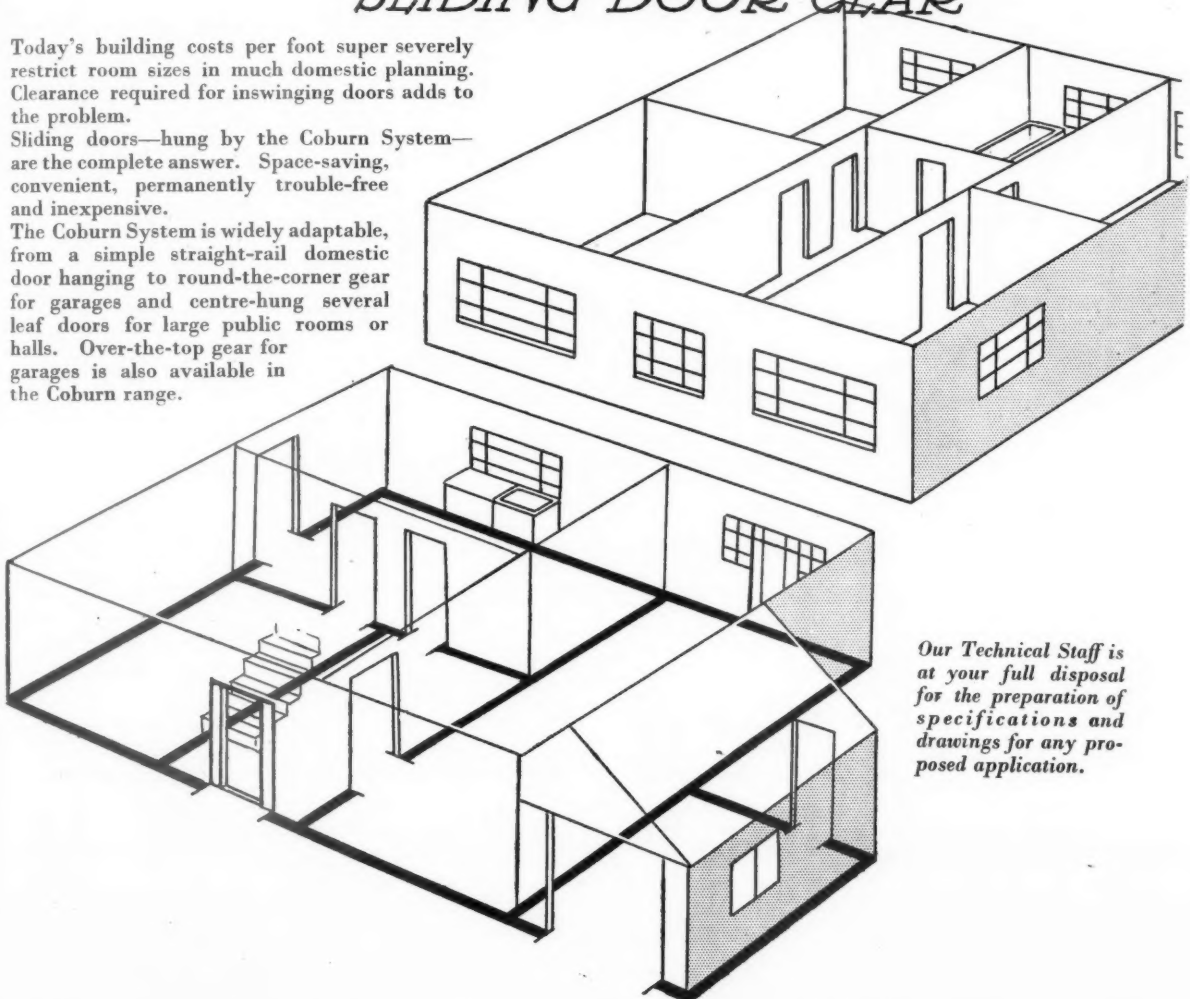 SLIDING DOOR GEAR
Today's building costs per foot super severely
restrict room sizes in much domestic planning.
Clearance required for inswinging doors adds to
the problem.
Sliding doors—hung by the Coburn System—
are the complete answer. Space-saving,
convenient, permanently trouble-free
and inexpensive.
The Coburn System is widely adaptable,
from a simple straight-rail domestic
door hanging to round-the-corner gear
for garages and centre-hung several
leaf doors for large public rooms or
halls. Over-the-top gear for
garages is also available in
the Coburn range.
Our Technical Staff is
at your full disposal
for the preparation of
specifications and
drawings for any pro-
posed application.